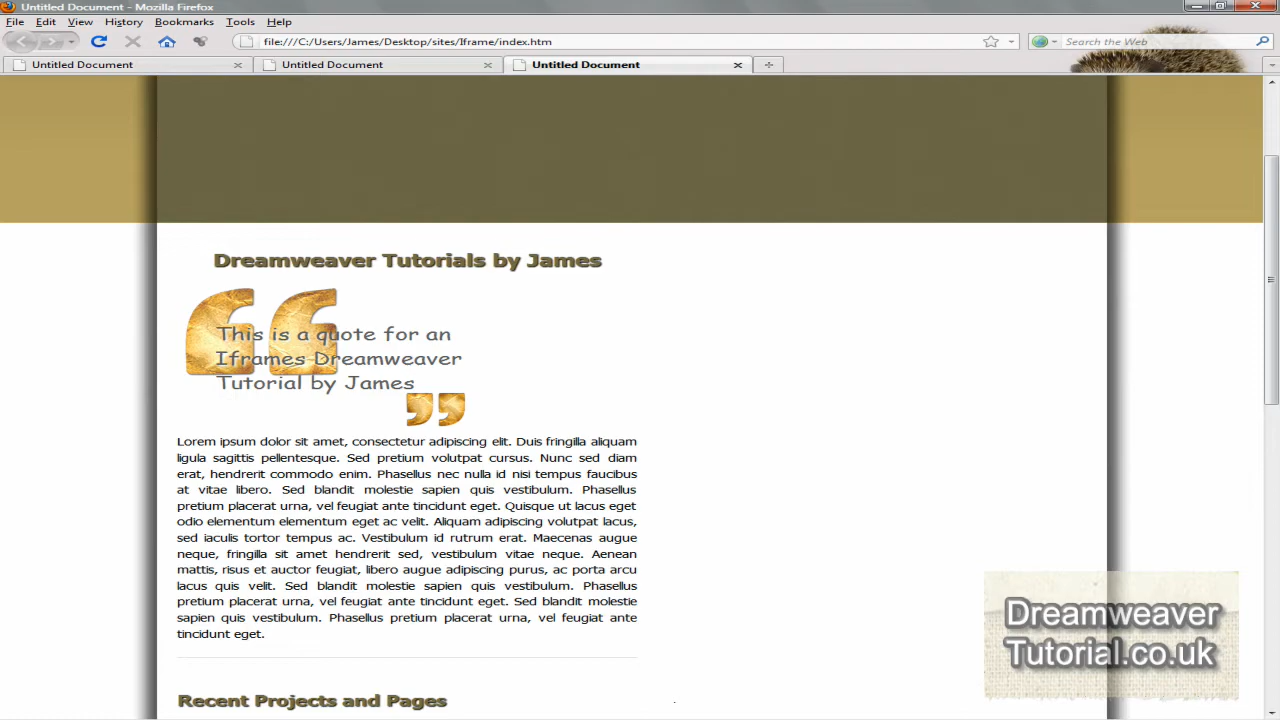 Untitled Document - Mozilla Firefox
File Edit View History Bookmarks Tools Help
file:///C:/Users/James/Desktop/sites/Iframe/index.htm
Search the Web
Untitled Document
Untitled Document
Untitled Document
Dreamweaver Tutorials by James
This is a quote for an
Iframes Dreamweaver
Tutorial by James
Lorem ipsum dolor sit amet, consectetur adipiscing elit. Duis fringilla aliquam
ligula sagittis pellentesque. Sed pretium volutpat cursus. Nunc sed diam
erat, hendrerit commodo enim. Phasellus nec nulla id nisi tempus faucibus
at vitae libero. Sed blandit molestie sapien quis vestibulum. Phasellus
pretium placerat urna, vel feugiat ante tincidunt eget. Quisque ut lacus eget
odio elementum elementum eget ac velit. Aliquam adipiscing volutpat lacus,
sed iaculis tortor tempus ac. Vestibulum id rutrum erat. Maecenas augue
neque, fringilla sit amet hendrerit sed, vestibulum vitae neque. Aenean
mattis, risus et auctor feugiat, libero augue adipiscing purus, ac porta arcu
lacus quis velit. Sed blandit molestie sapien quis vestibulum. Phasellus
pretium placerat urna, vel feugiat ante tincidunt eget. Sed blandit molestie
sapien quis vestibulum. Phasellus pretium placerat urna, vel feugiat ante
tincidunt eget.
Recent Projects and Pages
Dreamweaver
Tutorial.co.uk